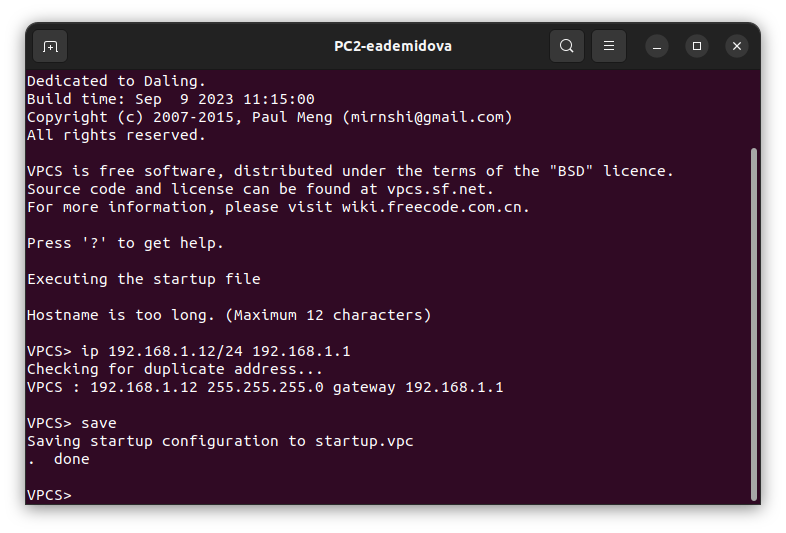 PC2-eademidova
Dedicated to Daling.
Build time: Sep  9 2023 11:15:00
Copyright (c) 2007-2015, Paul Meng (mirnshi@gmail.com)
All rights reserved.
VPCS is free software, distributed under the terms of the "BSD" licence.
Source code and license can be found at vpcs.sf.net.
For more information, please visit wiki.freecode.com.cn.
Press '?' to get help.
Executing the startup file
Hostname is too long. (Maximum 12 characters)
VPCS> ip 192.168.1.12/24 192.168.1.1
Checking for duplicate address...
VPCS : 192.168.1.12 255.255.255.0 gateway 192.168.1.1
VPCS> save
Saving startup configuration to startup.vpc
.  done
VPCS>